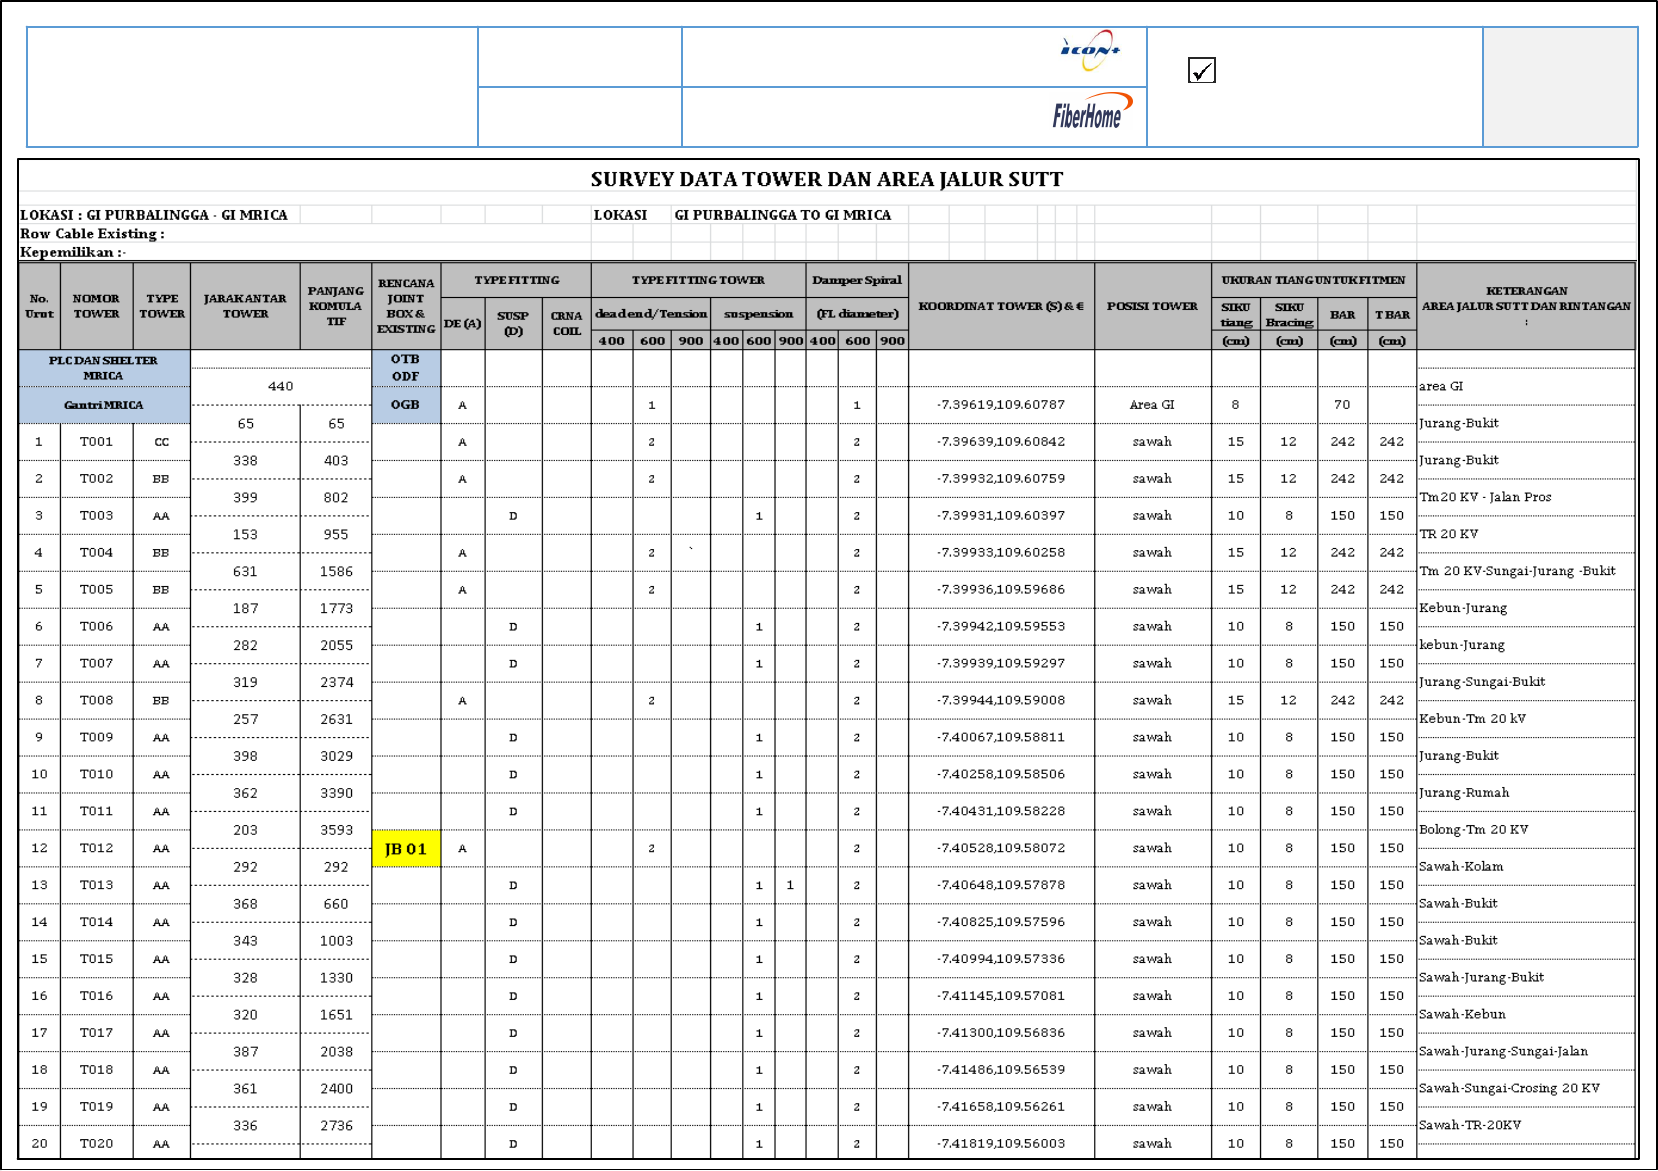 icon+
FiberHome
SURVEY DATA TOWER DAN AREA JALUR SUTT
LOKASI : GI PURBALINGGA - GI MRICA LOKASI GI PURBALINGGA TO GI MRICA
Row Cable Existing :
Kepemilikan :-
No. Urut NOMOR TOWER TYPE TOWER JARAK ANTAR TOWER PANJANG KOMULA TIF RENCANA JOINT BOX & EXISTING TYPE FITTING TYPE FITTING TOWER Damper Spiral KOORDINAT TOWER (S) & € POSISI TOWER UKURAN TIANG UNTUK FITMEN KETERANGAN AREA JALUR SUTT DAN RINTANGAN :
DE (A) SUSP (D) CRNA COIL dead end/Tension suspension (FL diameter) SIKU tiang SIKU Bracing BAR T BAR
400 600 900 400 600 900 400 600 900 (cm) (cm) (cm) (cm)
PLC DAN SHELTER MRICA OTB ODF
440 area GI
Gantri MRICA OGB A 1 1 -7.39619,109.60787 Area GI 8 70
65 65 Jurang-Bukit
1 T001 CC A 2 2 -7.39639,109.60842 sawah 15 12 242 242
338 403 Jurang-Bukit
2 T002 BB A 2 2 -7.39932,109.60759 sawah 15 12 242 242
399 802 Tm20 KV - Jalan Pros
3 T003 AA D 1 2 -7.39931,109.60397 sawah 10 8 150 150
153 955 TR 20 KV
4 T004 BB A 2 ` 2 -7.39933,109.60258 sawah 15 12 242 242
631 1586 Tm 20 KV-Sungai-Jurang -Bukit
5 T005 BB A 2 2 -7.39936,109.59686 sawah 15 12 242 242
187 1773 Kebun-Jurang
6 T006 AA D 1 2 -7.39942,109.59553 sawah 10 8 150 150
282 2055 kebun-Jurang
7 T007 AA D 1 2 -7.39939,109.59297 sawah 10 8 150 150
319 2374 Jurang-Sungai-Bukit
8 T008 BB A 2 2 -7.39944,109.59008 sawah 15 12 242 242
257 2631 Kebun-Tm 20 kV
9 T009 AA D 1 2 -7.40067,109.58811 sawah 10 8 150 150
398 3029 Jurang-Bukit
10 T010 AA D 1 2 -7.40258,109.58506 sawah 10 8 150 150
362 3390 Jurang-Rumah
11 T011 AA D 1 2 -7.40431,109.58228 sawah 10 8 150 150
203 3593 Bolong-Tm 20 KV
12 T012 AA JB 01 A 2 2 -7.40528,109.58072 sawah 10 8 150 150
292 292 Sawah-Kolam
13 T013 AA D 1 1 2 -7.40648,109.57878 sawah 10 8 150 150
368 660 Sawah-Bukit
14 T014 AA D 1 2 -7.40825,109.57596 sawah 10 8 150 150
343 1003 Sawah-Bukit
15 T015 AA D 1 2 -7.40994,109.57336 sawah 10 8 150 150
328 1330 Sawah-Jurang-Bukit
16 T016 AA D 1 2 -7.41145,109.57081 sawah 10 8 150 150
320 1651 Sawah-Kebun
17 T017 AA D 1 2 -7.41300,109.56836 sawah 10 8 150 150
387 2038 Sawah-Jurang-Sungai-Jalan
18 T018 AA D 1 2 -7.41486,109.56539 sawah 10 8 150 150
361 2400 Sawah-Sungai-Crosing 20 KV
19 T019 AA D 1 2 -7.41658,109.56261 sawah 10 8 150 150
336 2736 Sawah-TR-20KV
20 T020 AA D 1 2 -7.41819,109.56003 sawah 10 8 150 150